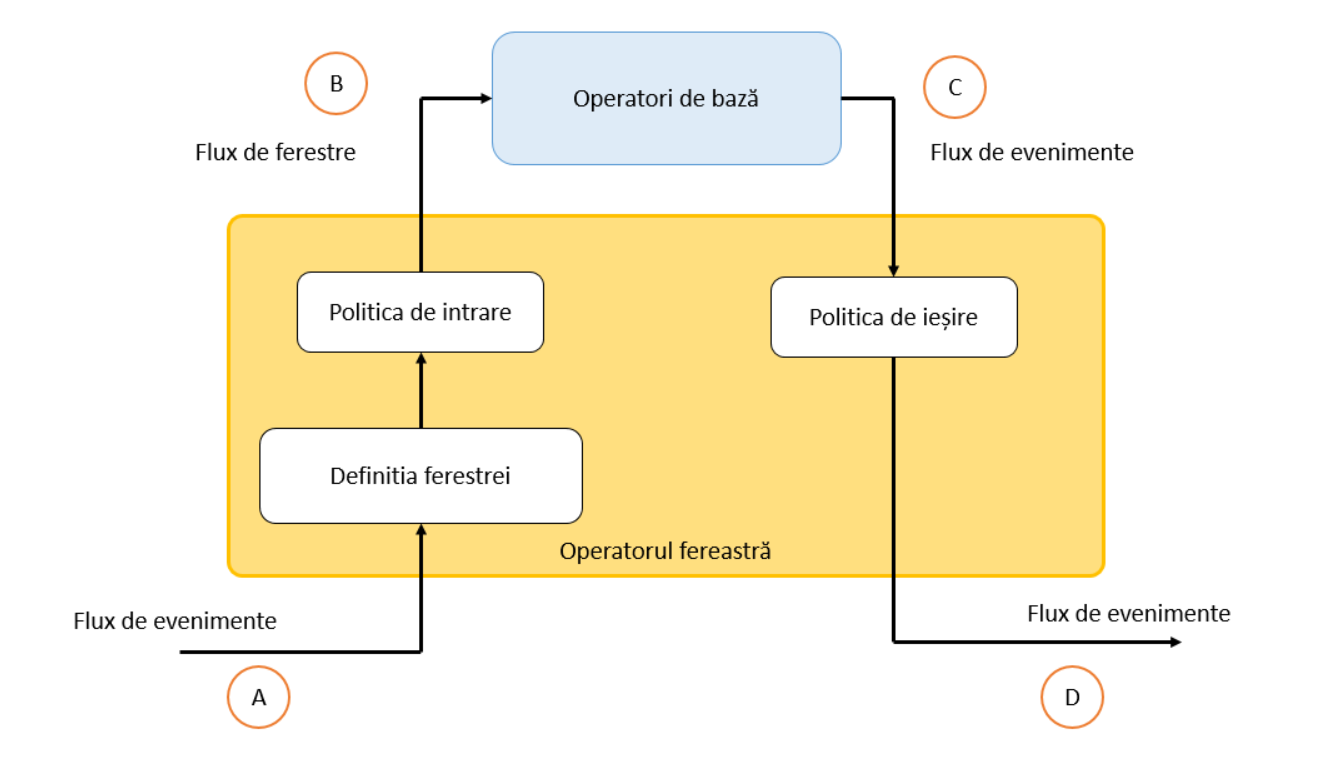 B
Operatori de bază
C
Flux de ferestre
Flux de evenimente
Politica de intrare
Politica de ieșire
Definitia ferestrei
Operatorul fereastră
Flux de evenimente
Flux de evenimente
A
D